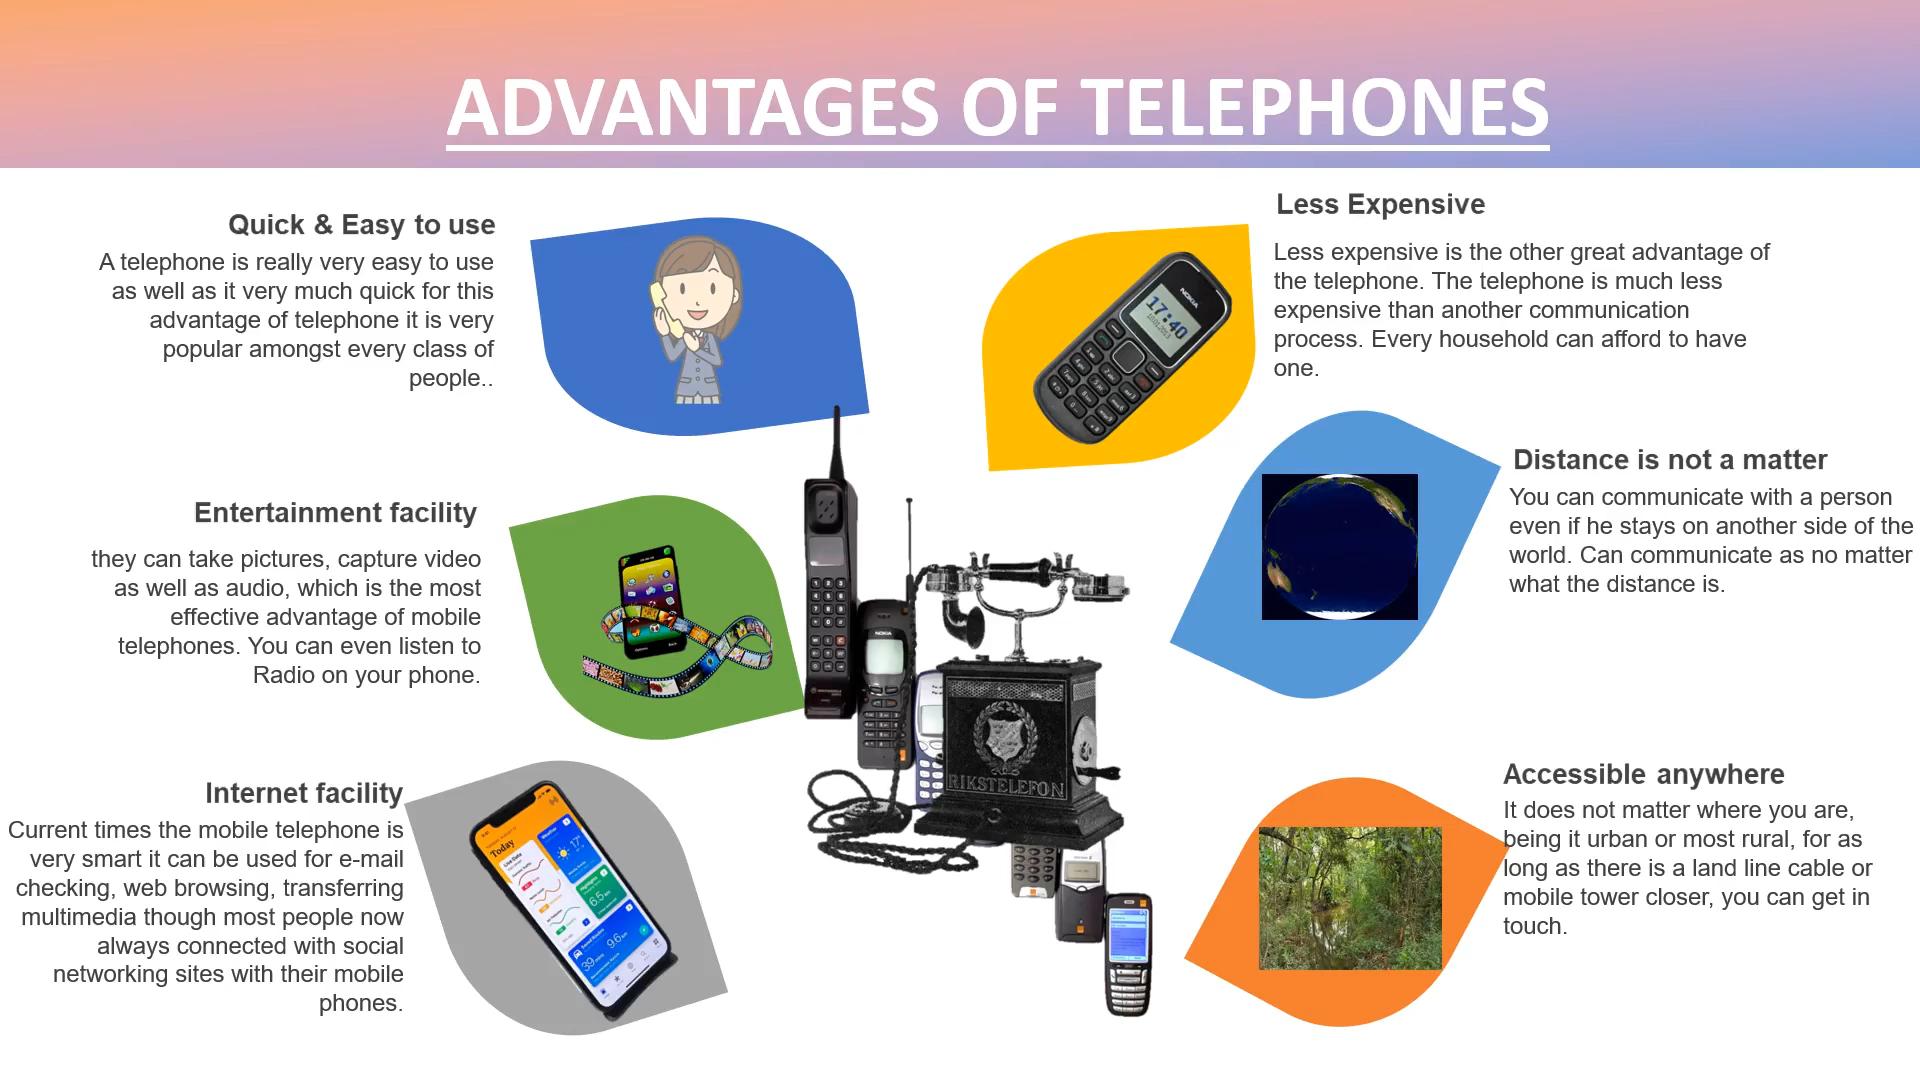 ADVANTAGES OF TELEPHONES
Quick & Easy to use
A telephone is really very easy to use
as well as it very much quick for this
advantage of telephone it is very
popular amongst every class of
people..
Entertainment facility
they can take pictures, capture video
as well as audio, which is the most
effective advantage of mobile
telephones. You can even listen to
Radio on your phone.
Internet facility
Current times the mobile telephone is
very smart it can be used for e-mail
checking, web browsing, transferring
multimedia though most people now
always connected with social
networking sites with their mobile
phones.
Less Expensive
Less expensive is the other great advantage of
the telephone. The telephone is much less
expensive than another communication
process. Every household can afford to have
one.
Distance is not a matter
You can communicate with a person
even if he stays on another side of the
world. Can communicate as no matter
what the distance is.
Accessible anywhere
It does not matter where you are,
being it urban or most rural, for as
long as there is a land line cable or
mobile tower closer, you can get in
touch.
NOKIA
17:40
NOKIA
RIKSTELEFON
Today